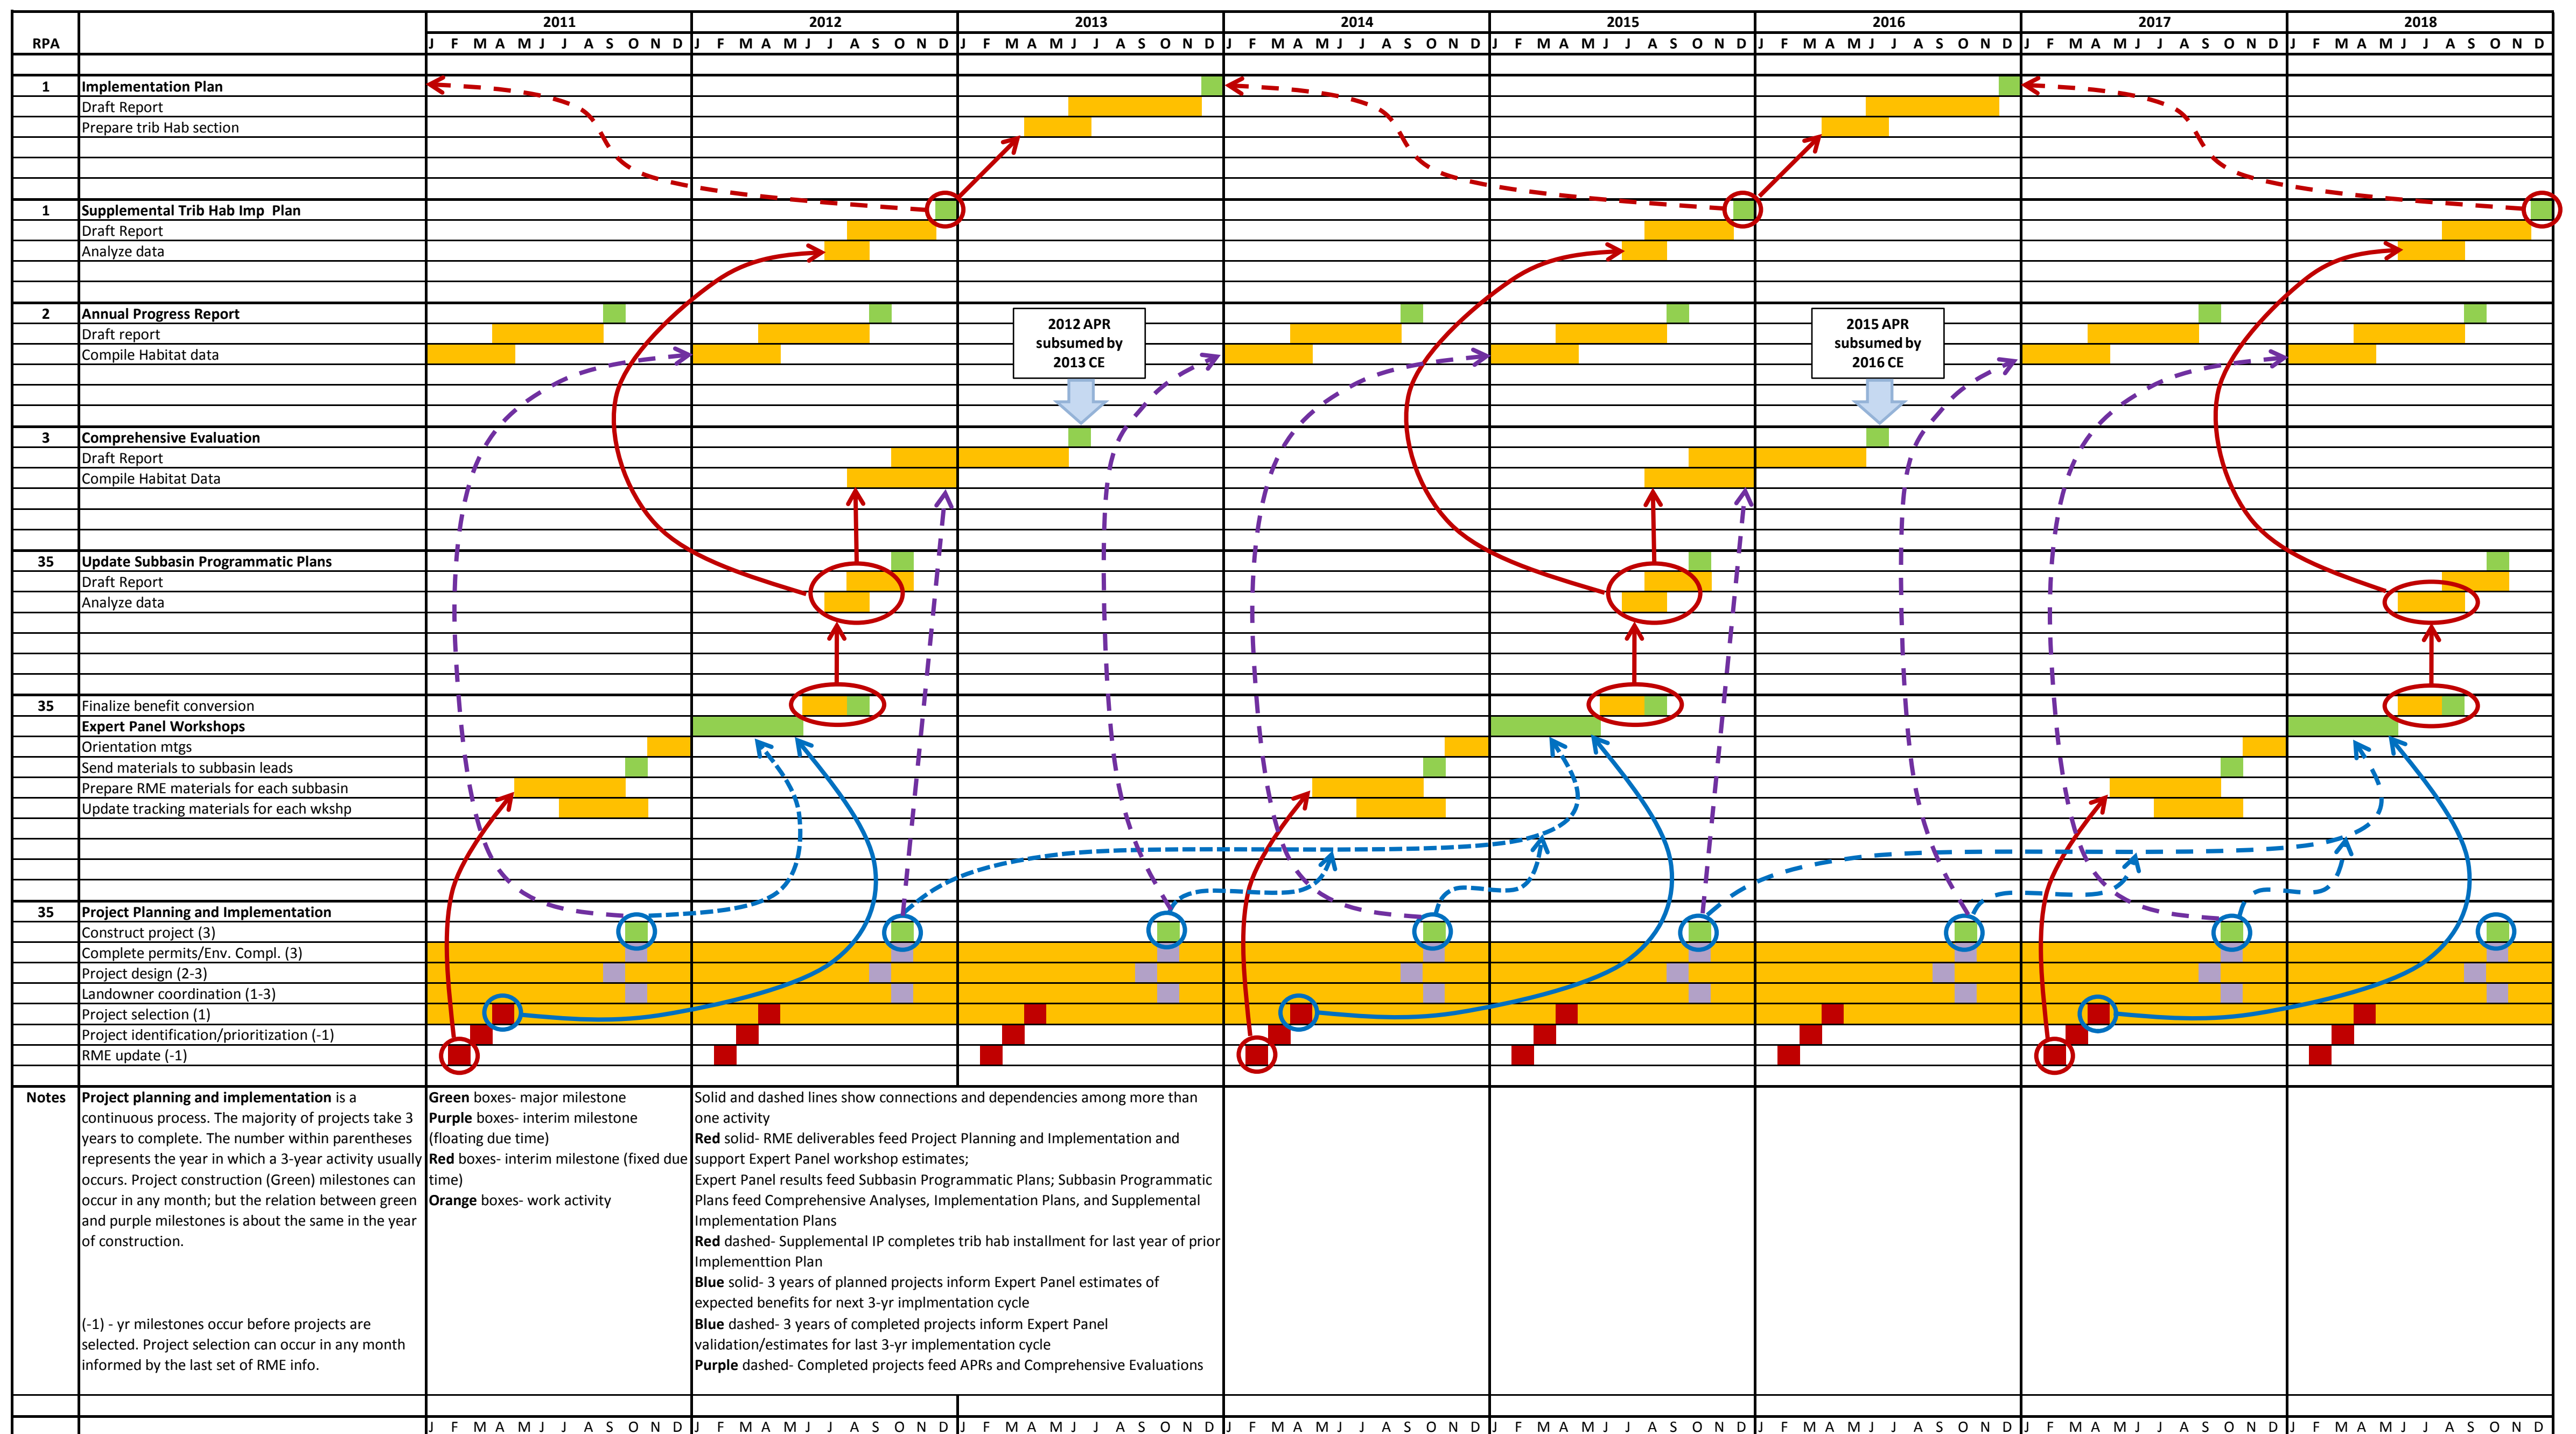 2011 2012 2013 2014 2015 2016 2017 2018
RPA J F M A M J J A S O N D J F M A M J J A S O N D J F M A M J J A S O N D J F M A M J J A S O N D J F M A M J J A S O N D J F M A M J J A S O N D J F M A M J J A S O N D J F M A M J J A S O N D
1 Implementation Plan
Draft Report
Prepare trib Hab section
1 Supplemental Trib Hab Imp Plan
Draft Report
Analyze data
2 Annual Progress Report
Draft report
Compile Habitat data
2012 APR
subsumed by
2013 CE
2015 APR
subsumed by
2016 CE
3 Comprehensive Evaluation
Draft Report
Compile Habitat Data
35 Update Subbasin Programmatic Plans
Draft Report
Analyze data
35 Finalize benefit conversion
Expert Panel Workshops
Orientation mtgs
Send materials to subbasin leads
Prepare RME materials for each subbasin
Update tracking materials for each wkshp
35 Project Planning and Implementation
Construct project (3)
Complete permits/Env. Compl. (3)
Project design (2-3)
Landowner coordination (1-3)
Project selection (1)
Project identification/prioritization (-1)
RME update (-1)
Notes
Project planning and implementation is a
continuous process. The majority of projects take 3
years to complete. The number within parentheses
represents the year in which a 3-year activity usually
occurs. Project construction (Green) milestones can
occur in any month; but the relation between green
and purple milestones is about the same in the year
of construction.
(-1) - yr milestones occur before projects are
selected. Project selection can occur in any month
informed by the last set of RME info.
Green boxes- major milestone
Purple boxes- interim milestone
(floating due time)
Red boxes- interim milestone (fixed due
time)
Orange boxes- work activity
Solid and dashed lines show connections and dependencies among more than
one activity
Red solid- RME deliverables feed Project Planning and Implementation and
support Expert Panel workshop estimates;
Expert Panel results feed Subbasin Programmatic Plans; Subbasin Programmatic
Plans feed Comprehensive Analyses, Implementation Plans, and Supplemental
Implementation Plans
Red dashed- Supplemental IP completes trib hab installment for last year of prior
Implementtion Plan
Blue solid- 3 years of planned projects inform Expert Panel estimates of
expected benefits for next 3-yr implmentation cycle
Blue dashed- 3 years of completed projects inform Expert Panel
validation/estimates for last 3-yr implementation cycle
Purple dashed- Completed projects feed APRs and Comprehensive Evaluations
J F M A M J J A S O N D J F M A M J J A S O N D J F M A M J J A S O N D J F M A M J J A S O N D J F M A M J J A S O N D J F M A M J J A S O N D J F M A M J J A S O N D J F M A M J J A S O N D